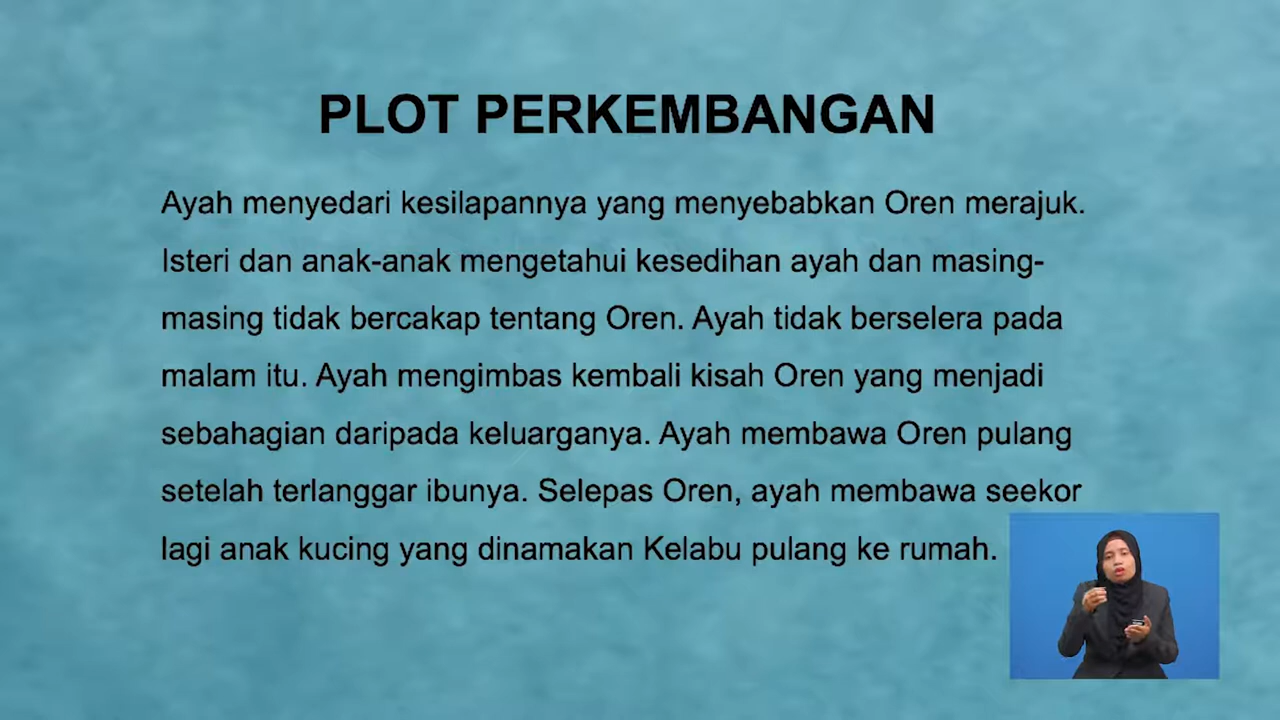 PLOT PERKEMBANGAN
Ayah menyedari kesilapannya yang menyebabkan Oren merajuk.
Isteri dan anak-anak mengetahui kesedihan ayah dan masing-
masing tidak bercakap tentang Oren. Ayah tidak berselera pada
malam itu. Ayah mengimbas kembali kisah Oren yang menjadi
sebahagian daripada keluarganya. Ayah membawa Oren pulang
setelah terlanggar ibunya. Selepas Oren, ayah membawa seekor
lagi anak kucing yang dinamakan Kelabu pulang ke rumah.